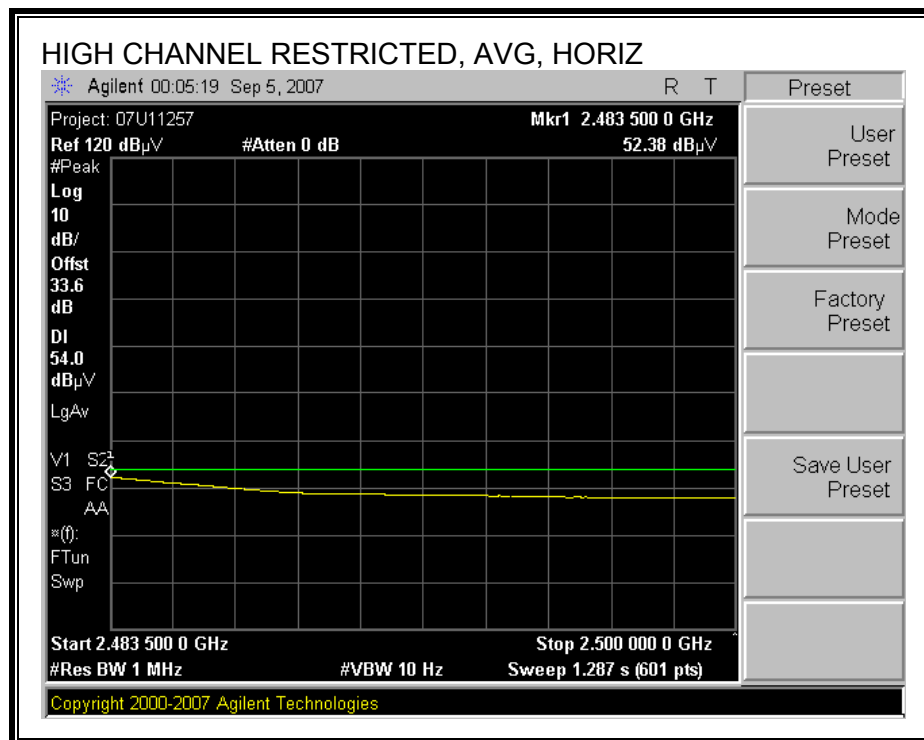 HIGH CHANNEL RESTRICTED, AVG, HORIZ
Agilent 00:05:19 Sep 5, 2007 R T
Project: 07U11257 Mkr1 2.483 500 0 GHz
Ref 120 dBμV #Atten 0 dB 52.38 dBμV
#Peak
Log
10
dB/
Offst
33.6
dB
DI
54.0
dBμV
LgAv
V1 S2
1
S3 FC
AA
¤(f):
FTun
Swp
Start 2.483 500 0 GHz Stop 2.500 000 0 GHz ^
#Res BW 1 MHz #VBW 10 Hz Sweep 1.287 s (601 pts)
Copyright 2000-2007 Agilent Technologies
Preset
User
Preset
Mode
Preset
Factory
Preset
Save User
Preset